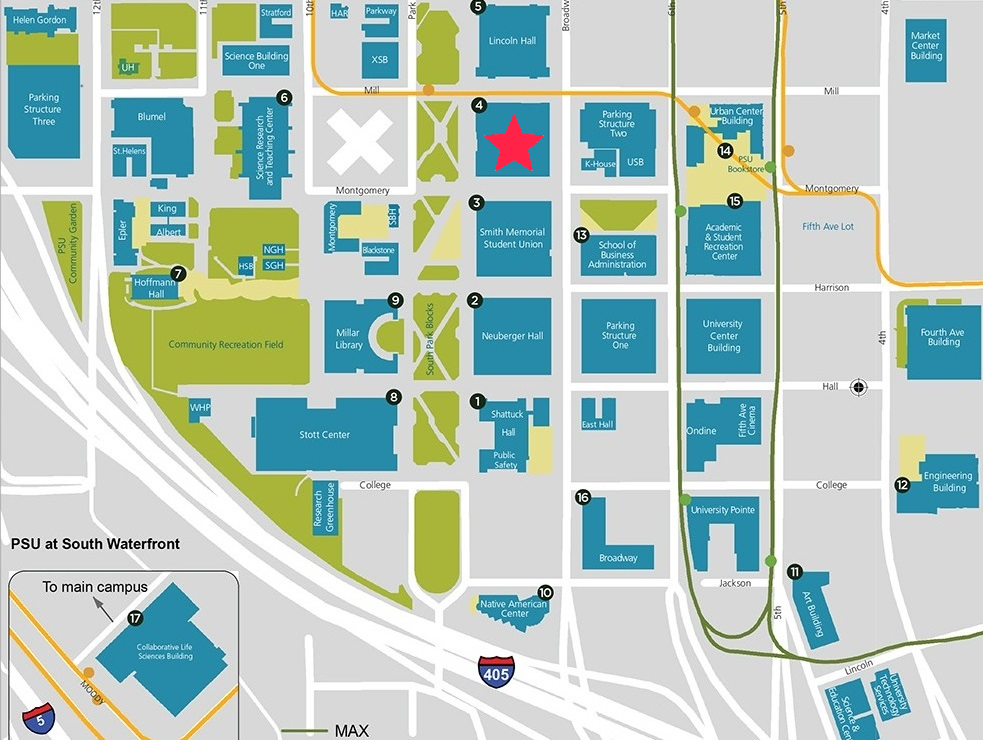 12t
11t
10t
Park
Broadw
6th
5th
4th
Helen Gordon
Stratford
HAR
Parkway
5
Lincoln Hall
Market
Center
Building
UH
Science Building
One
XSB
Mill
Mill
Parking
Structure
Three
Blumel
St.Helens
6
Science Research
and Teaching Center
4
Parking
Structure
Two
K-House
USB
Urban Center
Building
14
PSU
Bookstore
Montgomery
Montgomery
PSU
Community Garden
Epler
King
Albert
NGH
HSB
SGH
Montgomery
SBH
Blackstone
3
Smith Memorial
Student Union
13
School of
Business
Administration
15
Academic
& Student
Recreation
Center
Fifth Ave Lot
7
Hoffmann
Hall
Harrison
Community Recreation Field
9
Millar
Library
South Park Blocks
2
Neuberger Hall
Parking
Structure
One
University
Center
Building
4th
Fourth Ave
Building
Hall
WHP
8
Stott Center
1
Shattuck
Hall
Public
Safety
East Hall
Ondine
Fifth Ave
Cinema
College
College
Research
Greenhouse
16
Broadway
University Pointe
12
Engineering
Building
PSU at South Waterfront
To main campus
17
Collaborative Life
Sciences Building
MOODY
5
10
Native American
Center
Jackson
5th
11
Art Building
405
Lincoln
University
Technology
Services
Science &
Education Cen
MAX